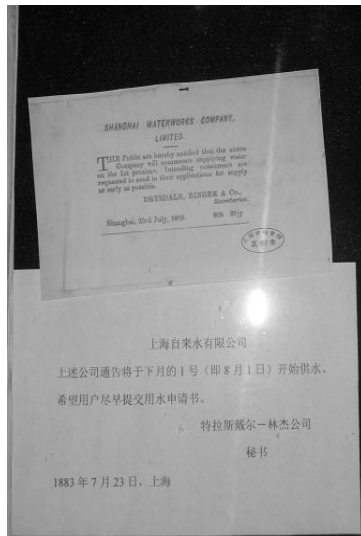 SHANGHAI WATERWORKS COMPANY,
LIMITED.
THE Public are hereby notified that the above
Company will commence supplying water
on the 1st proximo. Intending consumers are
requested to send in their applications for supply
as early as possible.
DRYSDALE, RINGER & Co.,
Secretaries.
Shanghai, 23rd July, 1883.
上海自来水有限公司
上述公司通告将于下月的1号（即8月1日）开始供水。
希望用户尽早提交用水申请书。
特拉斯戴尔－林杰公司
秘书
1883年7月23日，上海